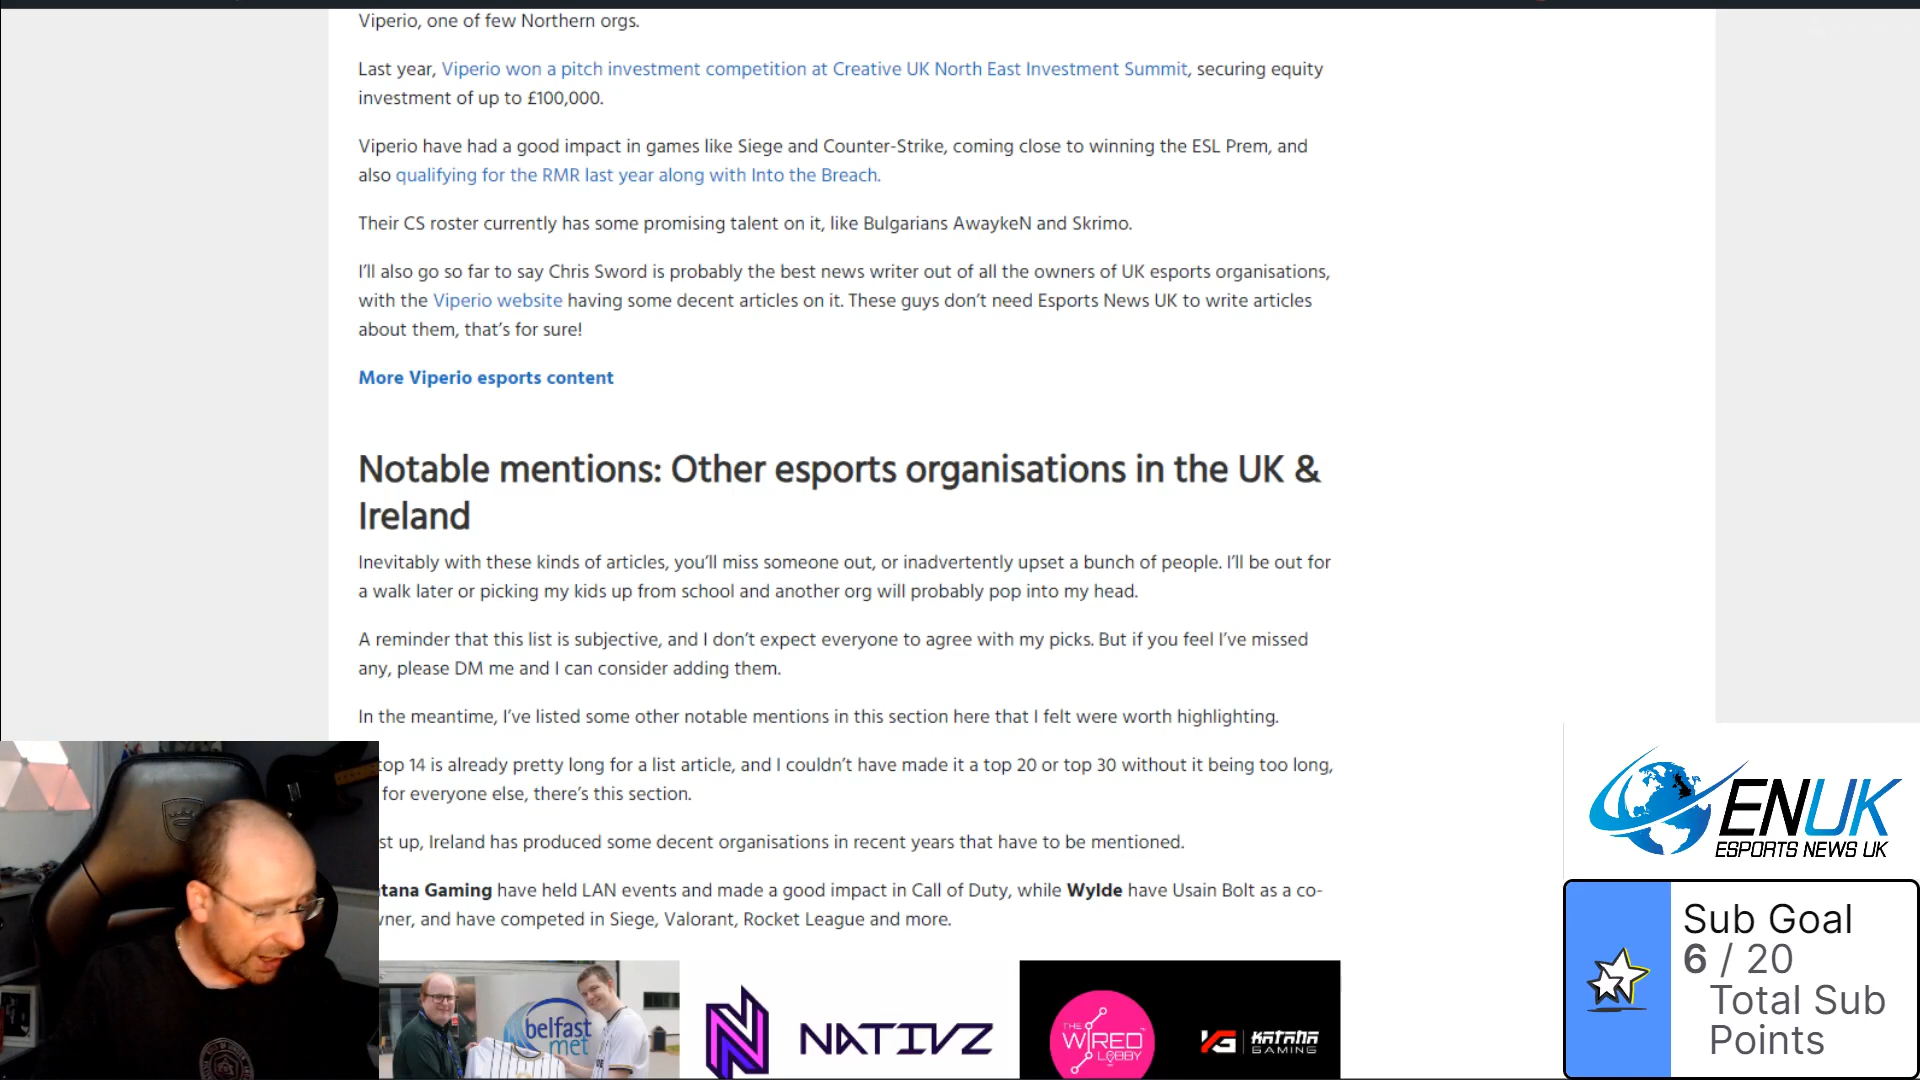 Viperio, one of few Northern orgs.
Last year, Viperio won a pitch investment competition at Creative UK North East Investment Summit, securing equity
investment of up to £100,000.
Viperio have had a good impact in games like Siege and Counter-Strike, coming close to winning the ESL Prem, and
also qualifying for the RMR last year along with Into the Breach.
Their CS roster currently has some promising talent on it, like Bulgarians AwaykeN and Skrimo.
I'll also go so far to say Chris Sword is probably the best news writer out of all the owners of UK esports organisations,
with the Viperio website having some decent articles on it. These guys don't need Esports News UK to write articles
about them, that's for sure!
More Viperio esports content
Notable mentions: Other esports organisations in the UK &
Ireland
Inevitably with these kinds of articles, you'll miss someone out, or inadvertently upset a bunch of people. I'll be out for
a walk later or picking my kids up from school and another org will probably pop into my head.
A reminder that this list is subjective, and I don't expect everyone to agree with my picks. But if you feel I've missed
any, please DM me and I can consider adding them.
In the meantime, I've listed some other notable mentions in this section here that I felt were worth highlighting.
top 14 is already pretty long for a list article, and I couldn't have made it a top 20 or top 30 without it being too long,
for everyone else, there's this section.
st up, Ireland has produced some decent organisations in recent years that have to be mentioned.
tana Gaming have held LAN events and made a good impact in Call of Duty, while Wylde have Usain Bolt as a co-
ner, and have competed in Siege, Valorant, Rocket League and more.
belfast
met
NATIVZ
THE
WIRED
LOBBY
KG KATANA
GAMING
ENUK
ESPORTS NEWS UK
Sub Goal
6 / 20
Total Sub
Points